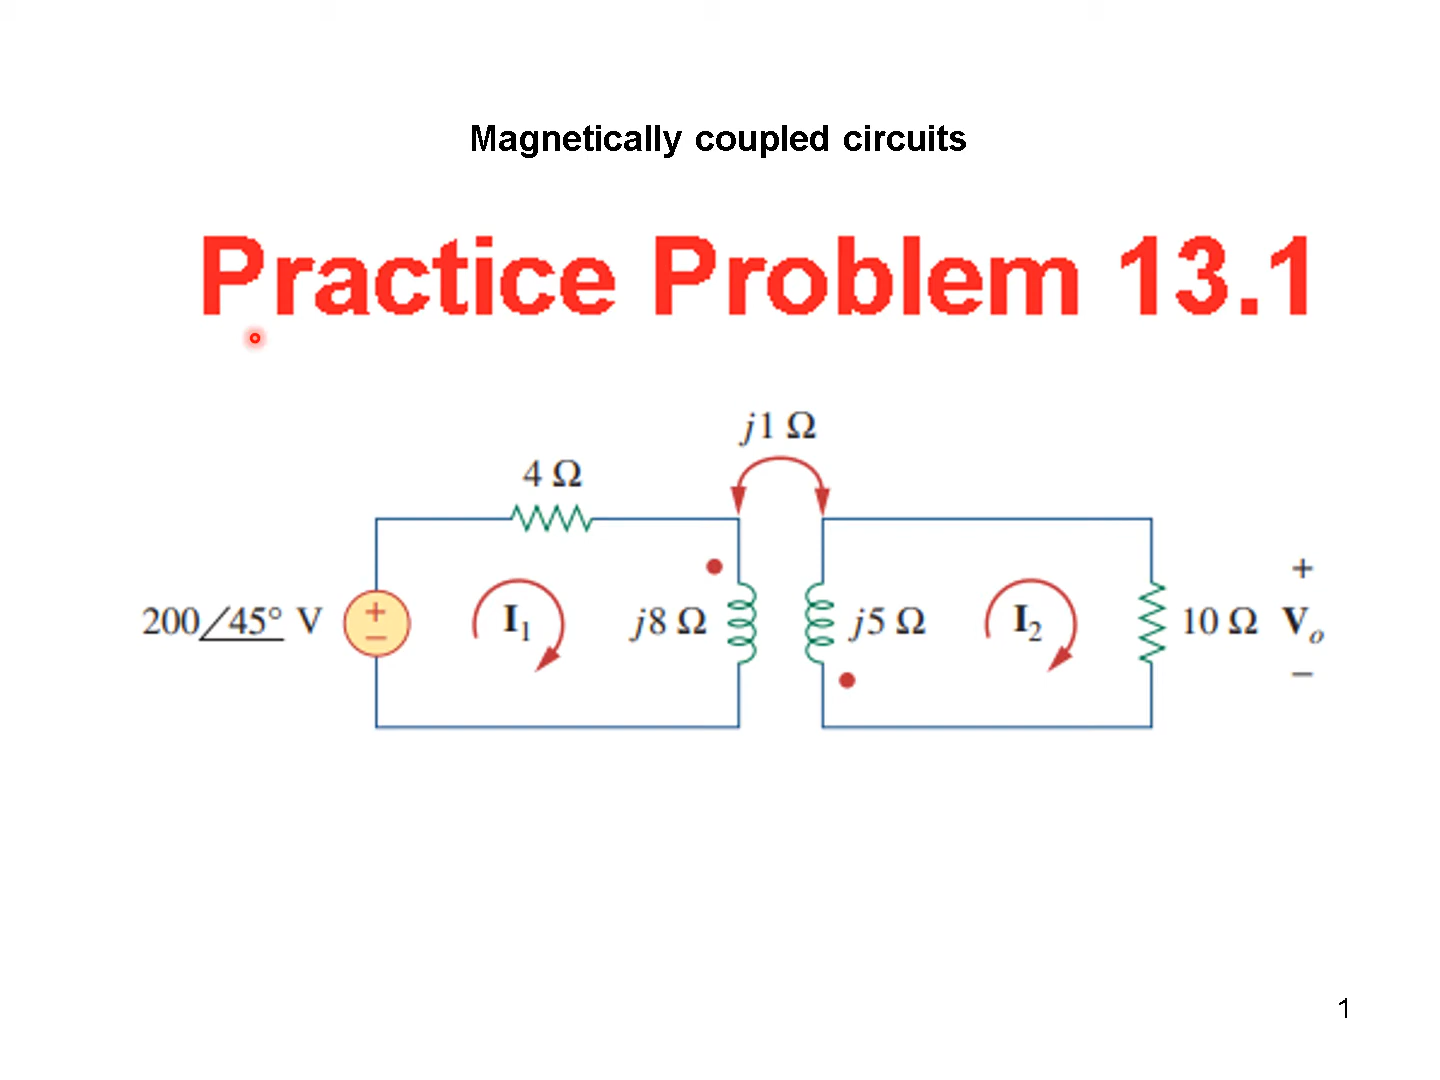 Magnetically coupled circuits
Practice Problem 13.1
j1 Ω
4 Ω
200∠45° V
+
−
I₁
j8 Ω
j5 Ω
I₂
10 Ω
+
Vₒ
−
1